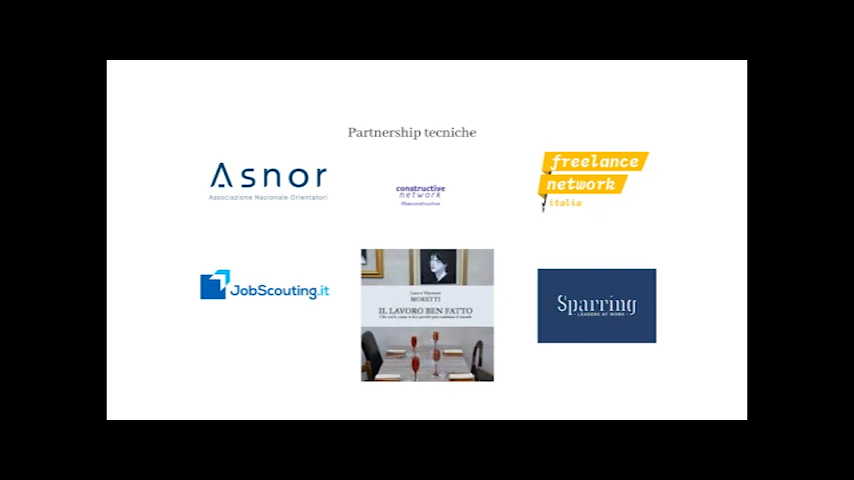 Partnership tecniche
Asnor
Associazione Nazionale Orientatori
constructive
network
#beconstructive
freelance
network
italia
JobScouting.it
MORETTI
IL LAVORO BEN FATTO
Sparring
LEADERS AT WORK